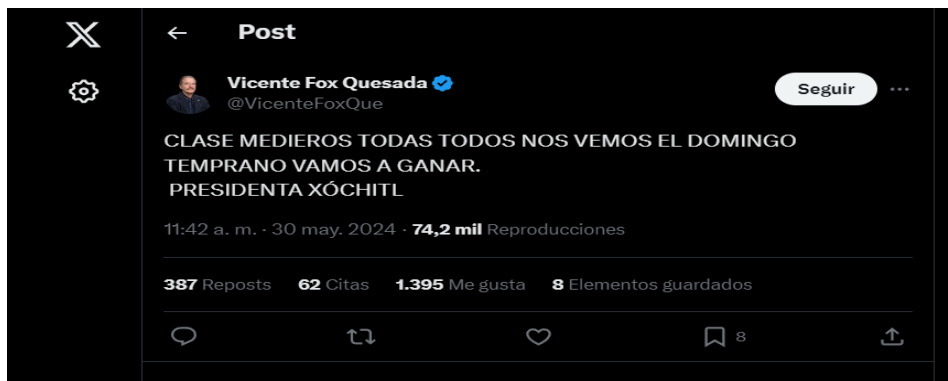 Post
Vicente Fox Quesada
@VicenteFoxQue
Seguir
CLASE MEDIEROS TODAS TODOS NOS VEMOS EL DOMINGO
TEMPRANO VAMOS A GANAR.
PRESIDENTA XÓCHITL
11:42 a. m. · 30 may. 2024 · 74,2 mil Reproducciones
387 Reposts 62 Citas 1.395 Me gusta 8 Elementos guardados
8